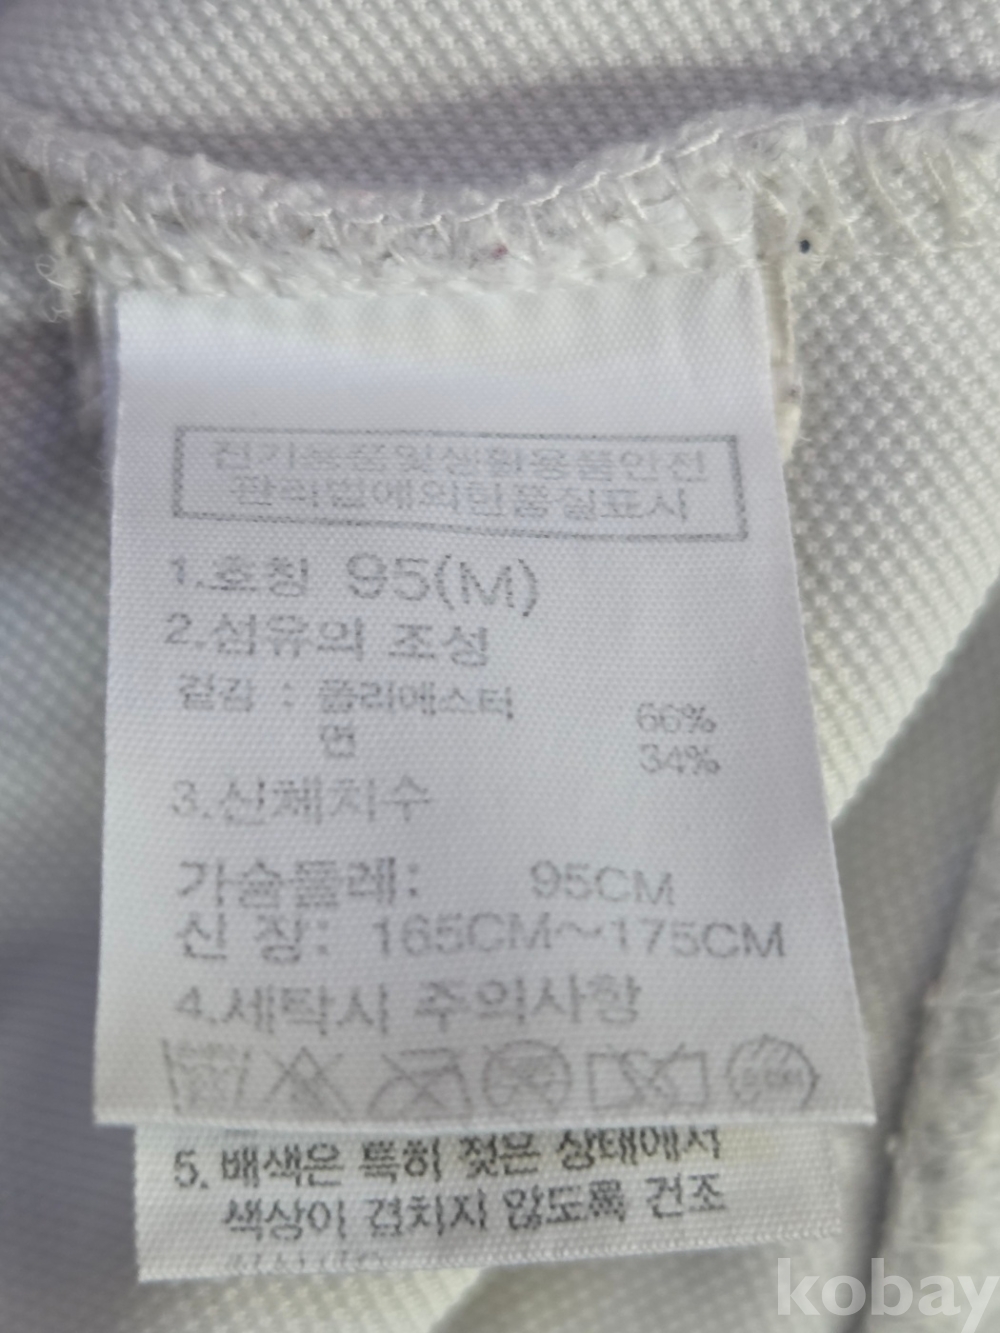 전기용품및생활용품안전
관리법에의한품질표시
1.호칭 95(M)
2.섬유의 조성
겉감 : 폴리에스터 66%
면 34%
3.신체치수
가슴둘레: 95CM
신 장: 165CM~175CM
4.세탁시 주의사항
5. 배색은 특히 젖은 상태에서
색상이 겹치지 않도록 건조
kobay